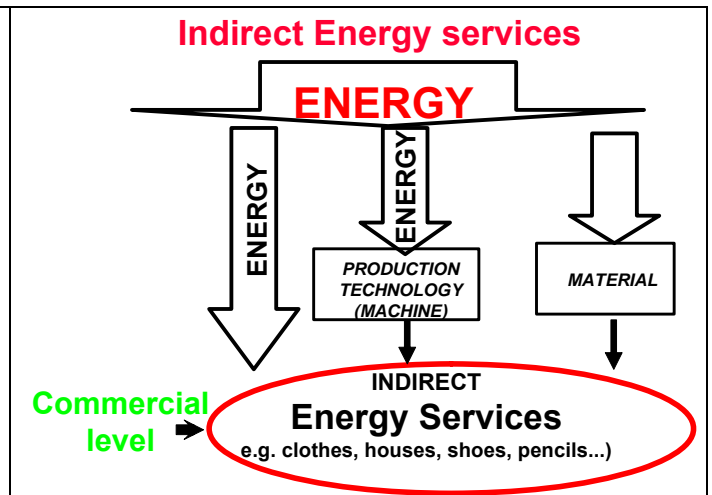 Indirect Energy services
ENERGY
ENERGY
ENERGY
PRODUCTION
TECHNOLOGY
(MACHINE)
MATERIAL
INDIRECT
Commercial
level
Energy Services
e.g. clothes, houses, shoes, pencils...)